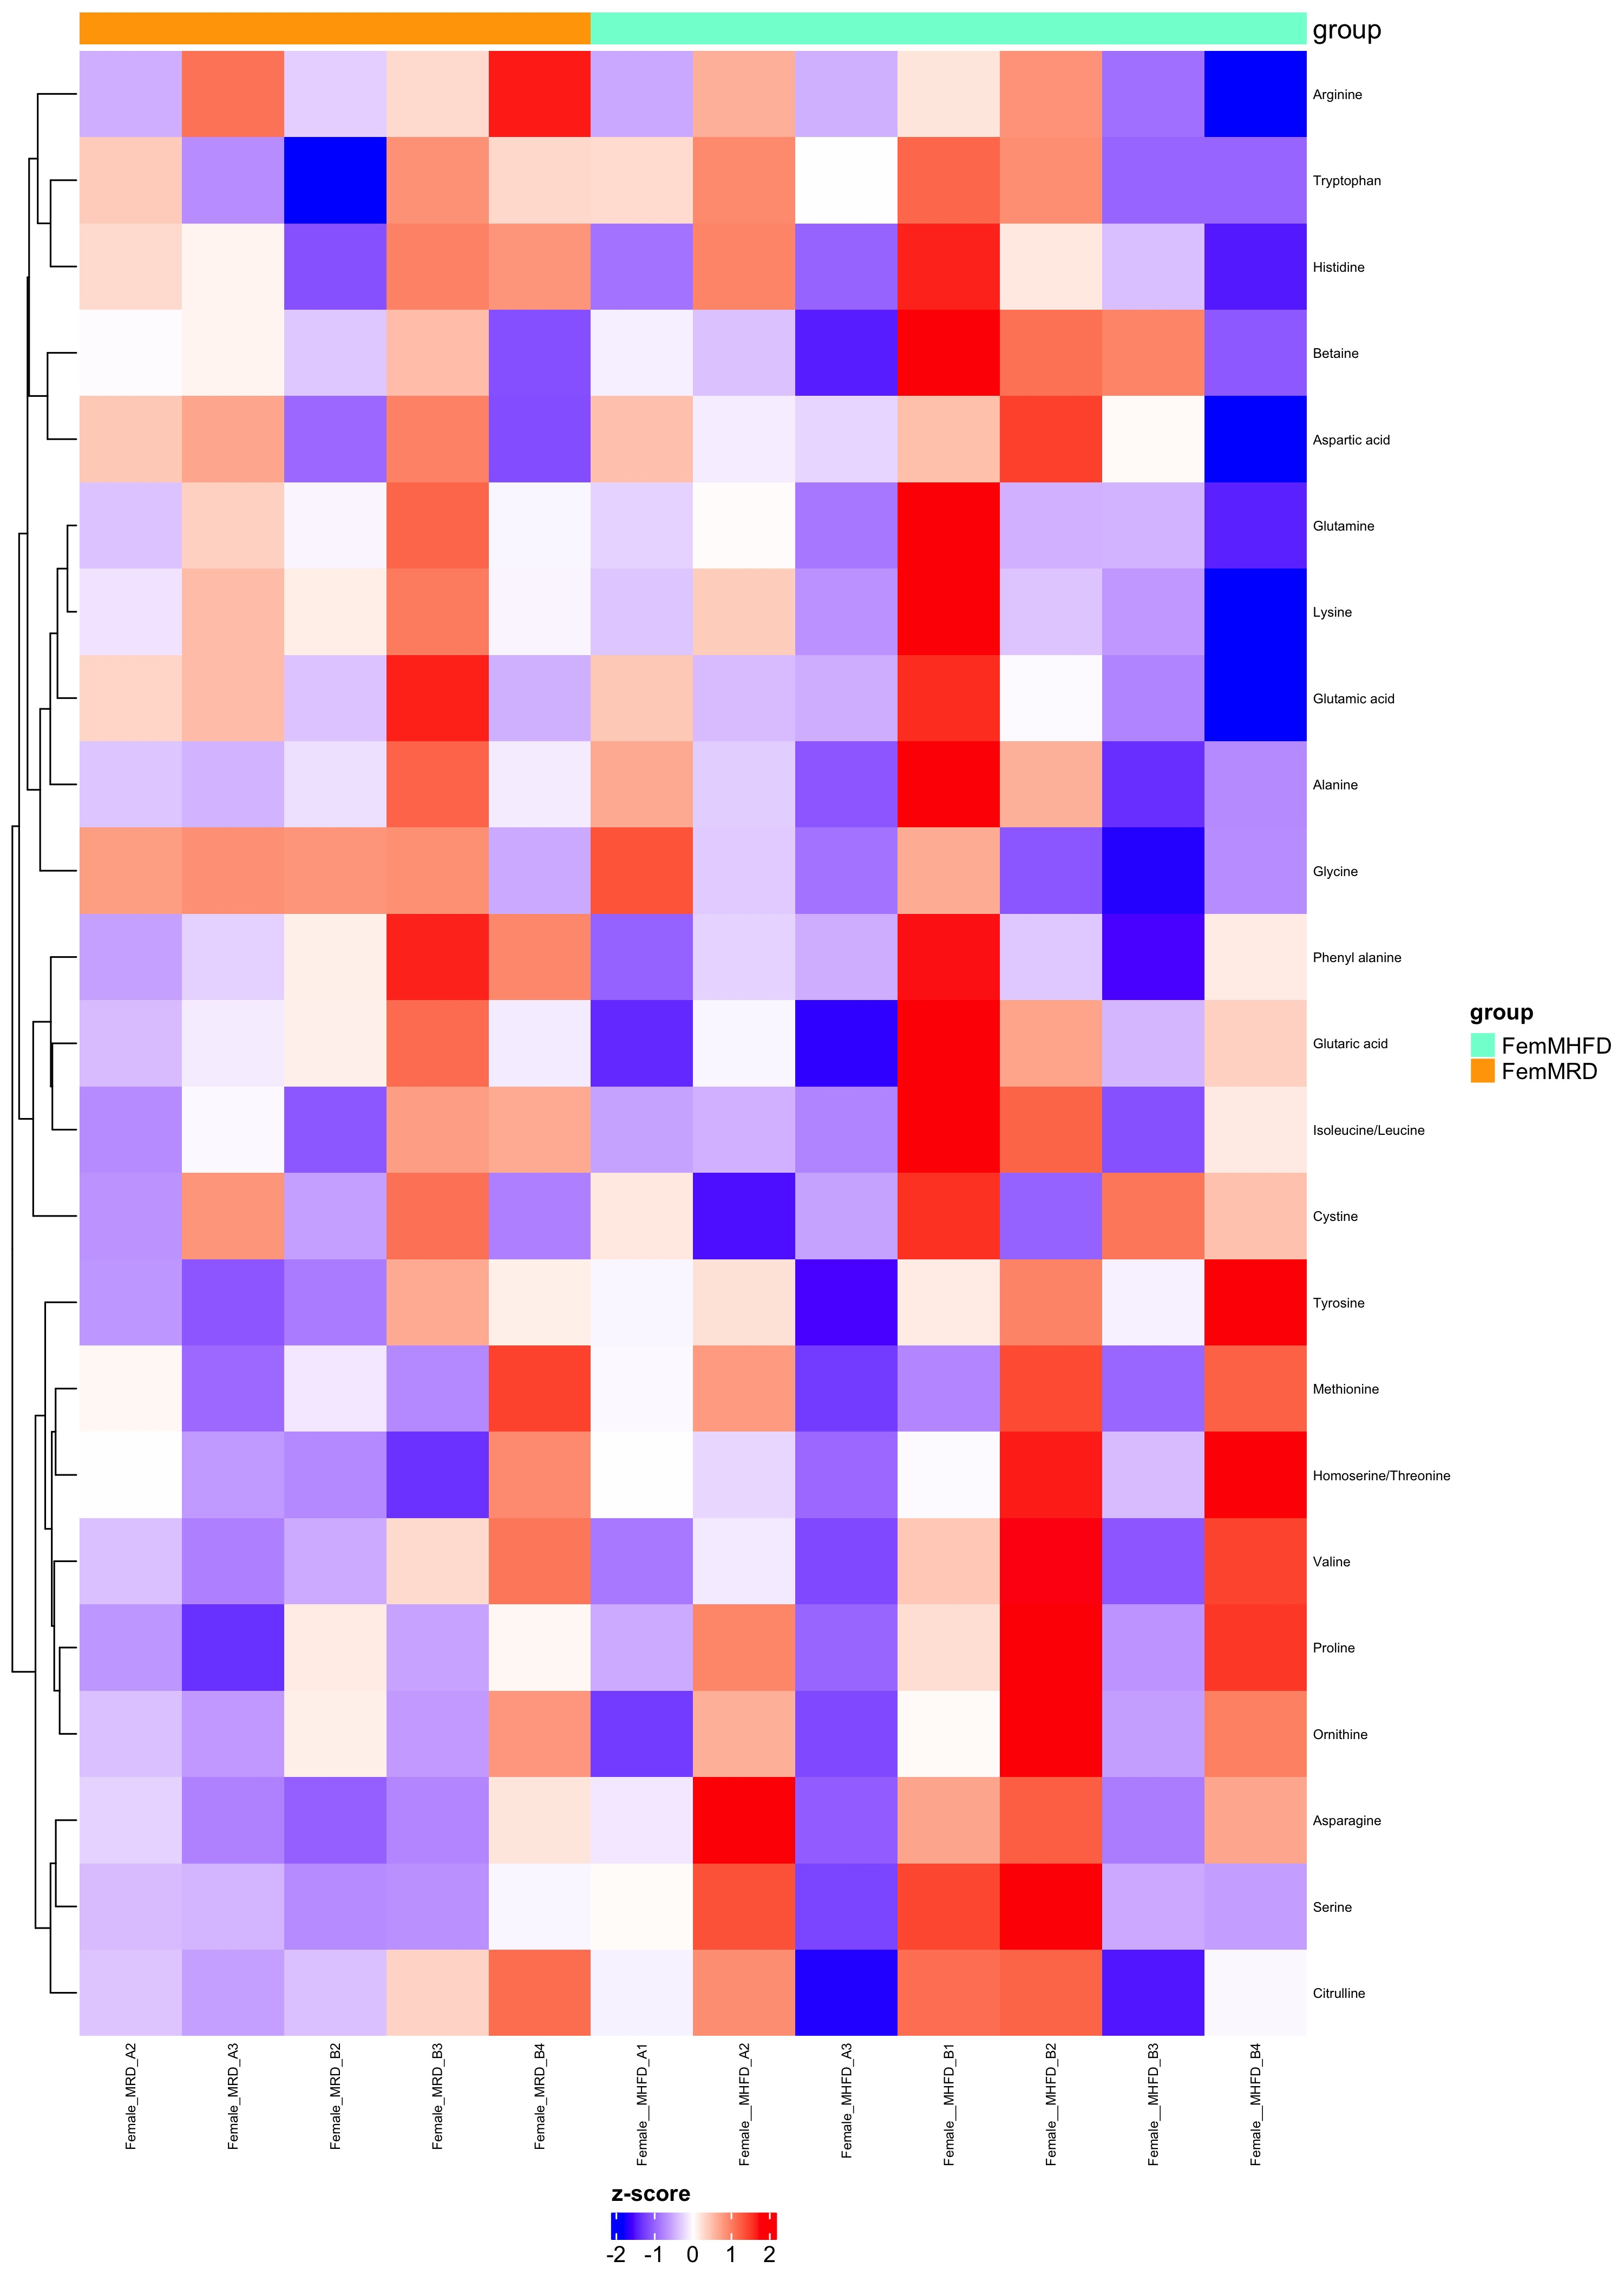 group
Arginine
Tryptophan
Histidine
Betaine
Aspartic acid
Glutamine
Lysine
Glutamic acid
Alanine
Glycine
Phenyl alanine
Glutaric acid
Isoleucine/Leucine
Cystine
Tyrosine
Methionine
Homoserine/Threonine
Valine
Proline
Ornithine
Asparagine
Serine
Citrulline
group
FemMHFD
FemMRD
Female_MRD_A2
Female_MRD_A3
Female_MRD_B2
Female_MRD_B3
Female_MRD_B4
Female__MHFD_A1
Female__MHFD_A2
Female_MHFD_A3
Female__MHFD_B1
Female__MHFD_B2
Female__MHFD_B3
Female__MHFD_B4
z-score
-2 -1 0 1 2